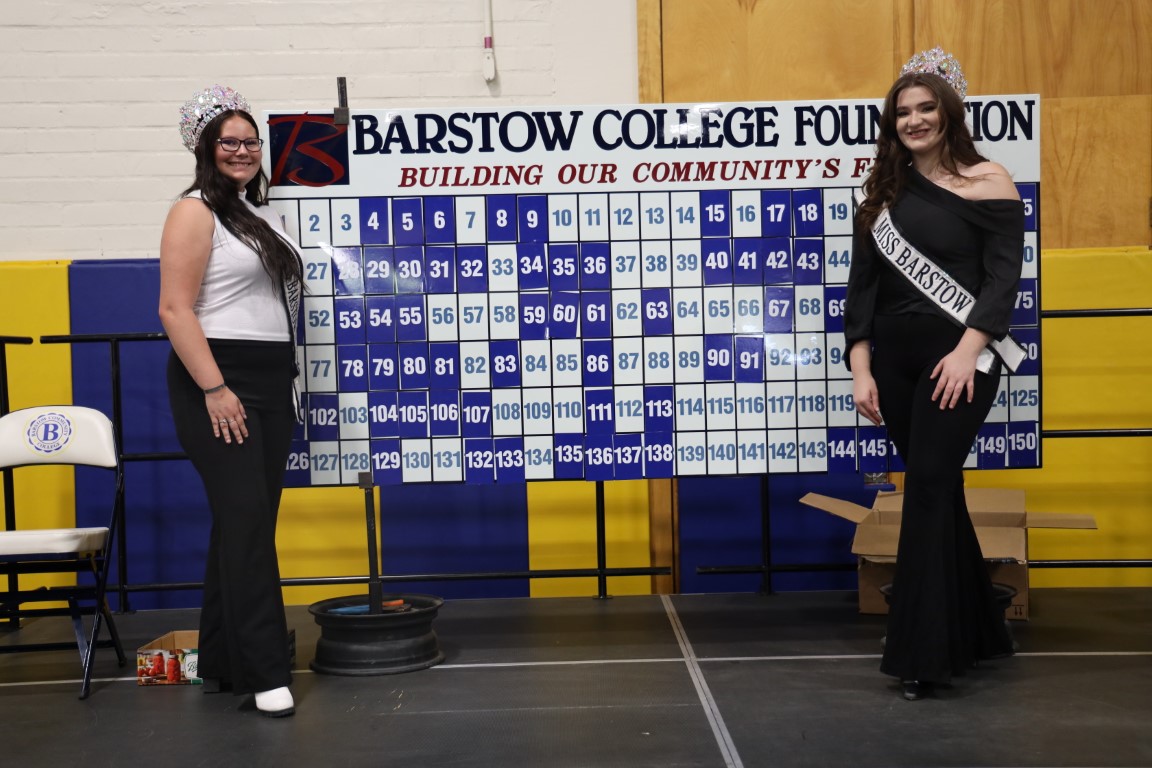 B BARSTOW COLLEGE FOUN TION
BUILDING OUR COMMUNITY'S F
2 3 4 5 6 7 8 9 10 11 12 13 14 15 16 17 18 19 5
27 28 29 30 31 32 33 34 35 36 37 38 39 40 41 42 43 44 0
52 53 54 55 56 57 58 59 60 61 62 63 64 65 66 67 68 69 75
77 78 79 80 81 82 83 84 85 86 87 88 89 90 91 92 93 94
102 103 104 105 106 107 108 109 110 111 112 113 114 115 116 117 118 119 125
126 127 128 129 130 131 132 133 134 135 136 137 138 139 140 141 142 143 144 145 149 150
MISS BARSTOW
BARSTOW COMMUNITY
B
COLLEGE